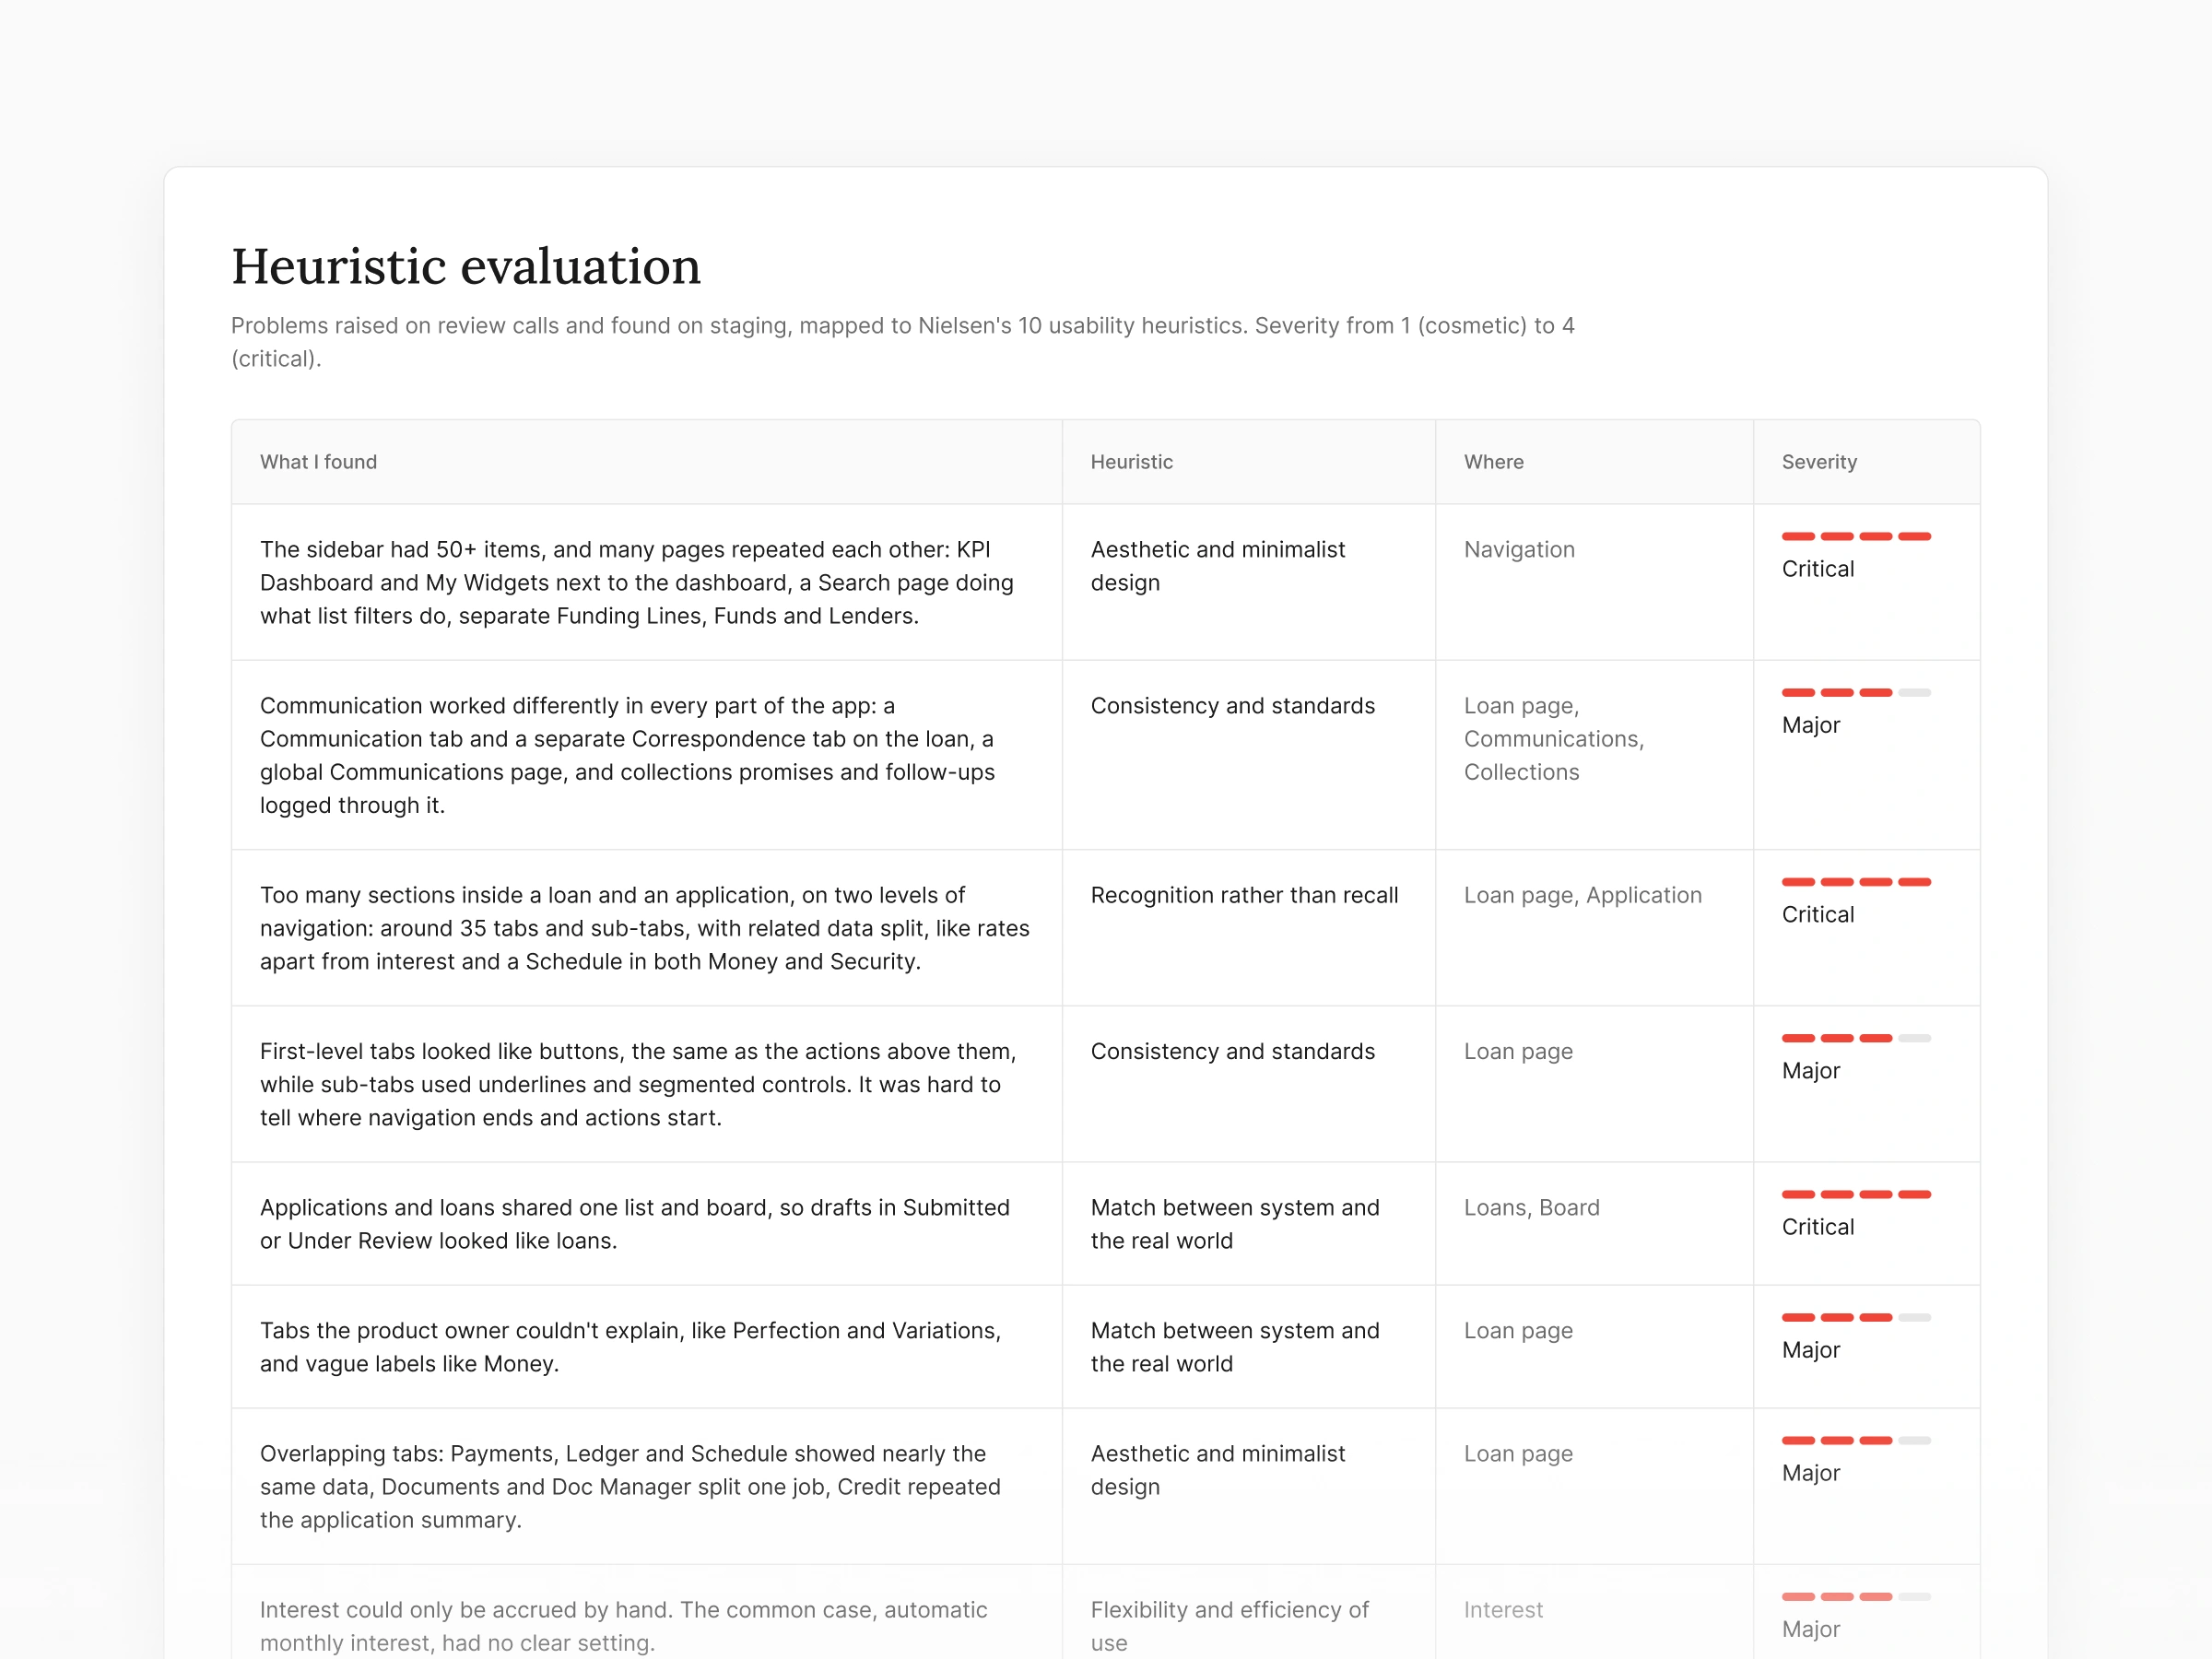 Heuristic evaluation
Problems raised on review calls and found on staging, mapped to Nielsen's 10 usability heuristics. Severity from 1 (cosmetic) to 4
(critical).
What I found
Heuristic
Where
Severity
The sidebar had 50+ items, and many pages repeated each other: KPI
Dashboard and My Widgets next to the dashboard, a Search page doing
what list filters do, separate Funding Lines, Funds and Lenders.
Aesthetic and minimalist
design
Navigation
Critical
Communication worked differently in every part of the app: a
Communication tab and a separate Correspondence tab on the loan, a
global Communications page, and collections promises and follow-ups
logged through it.
Consistency and standards
Loan page,
Communications,
Collections
Major
Too many sections inside a loan and an application, on two levels of
navigation: around 35 tabs and sub-tabs, with related data split, like rates
apart from interest and a Schedule in both Money and Security.
Recognition rather than recall
Loan page, Application
Critical
First-level tabs looked like buttons, the same as the actions above them,
while sub-tabs used underlines and segmented controls. It was hard to
tell where navigation ends and actions start.
Consistency and standards
Loan page
Major
Applications and loans shared one list and board, so drafts in Submitted
or Under Review looked like loans.
Match between system and
the real world
Loans, Board
Critical
Tabs the product owner couldn't explain, like Perfection and Variations,
and vague labels like Money.
Match between system and
the real world
Loan page
Major
Overlapping tabs: Payments, Ledger and Schedule showed nearly the
same data, Documents and Doc Manager split one job, Credit repeated
the application summary.
Aesthetic and minimalist
design
Loan page
Major
Interest could only be accrued by hand. The common case, automatic
monthly interest, had no clear setting.
Flexibility and efficiency of
use
Interest
Major